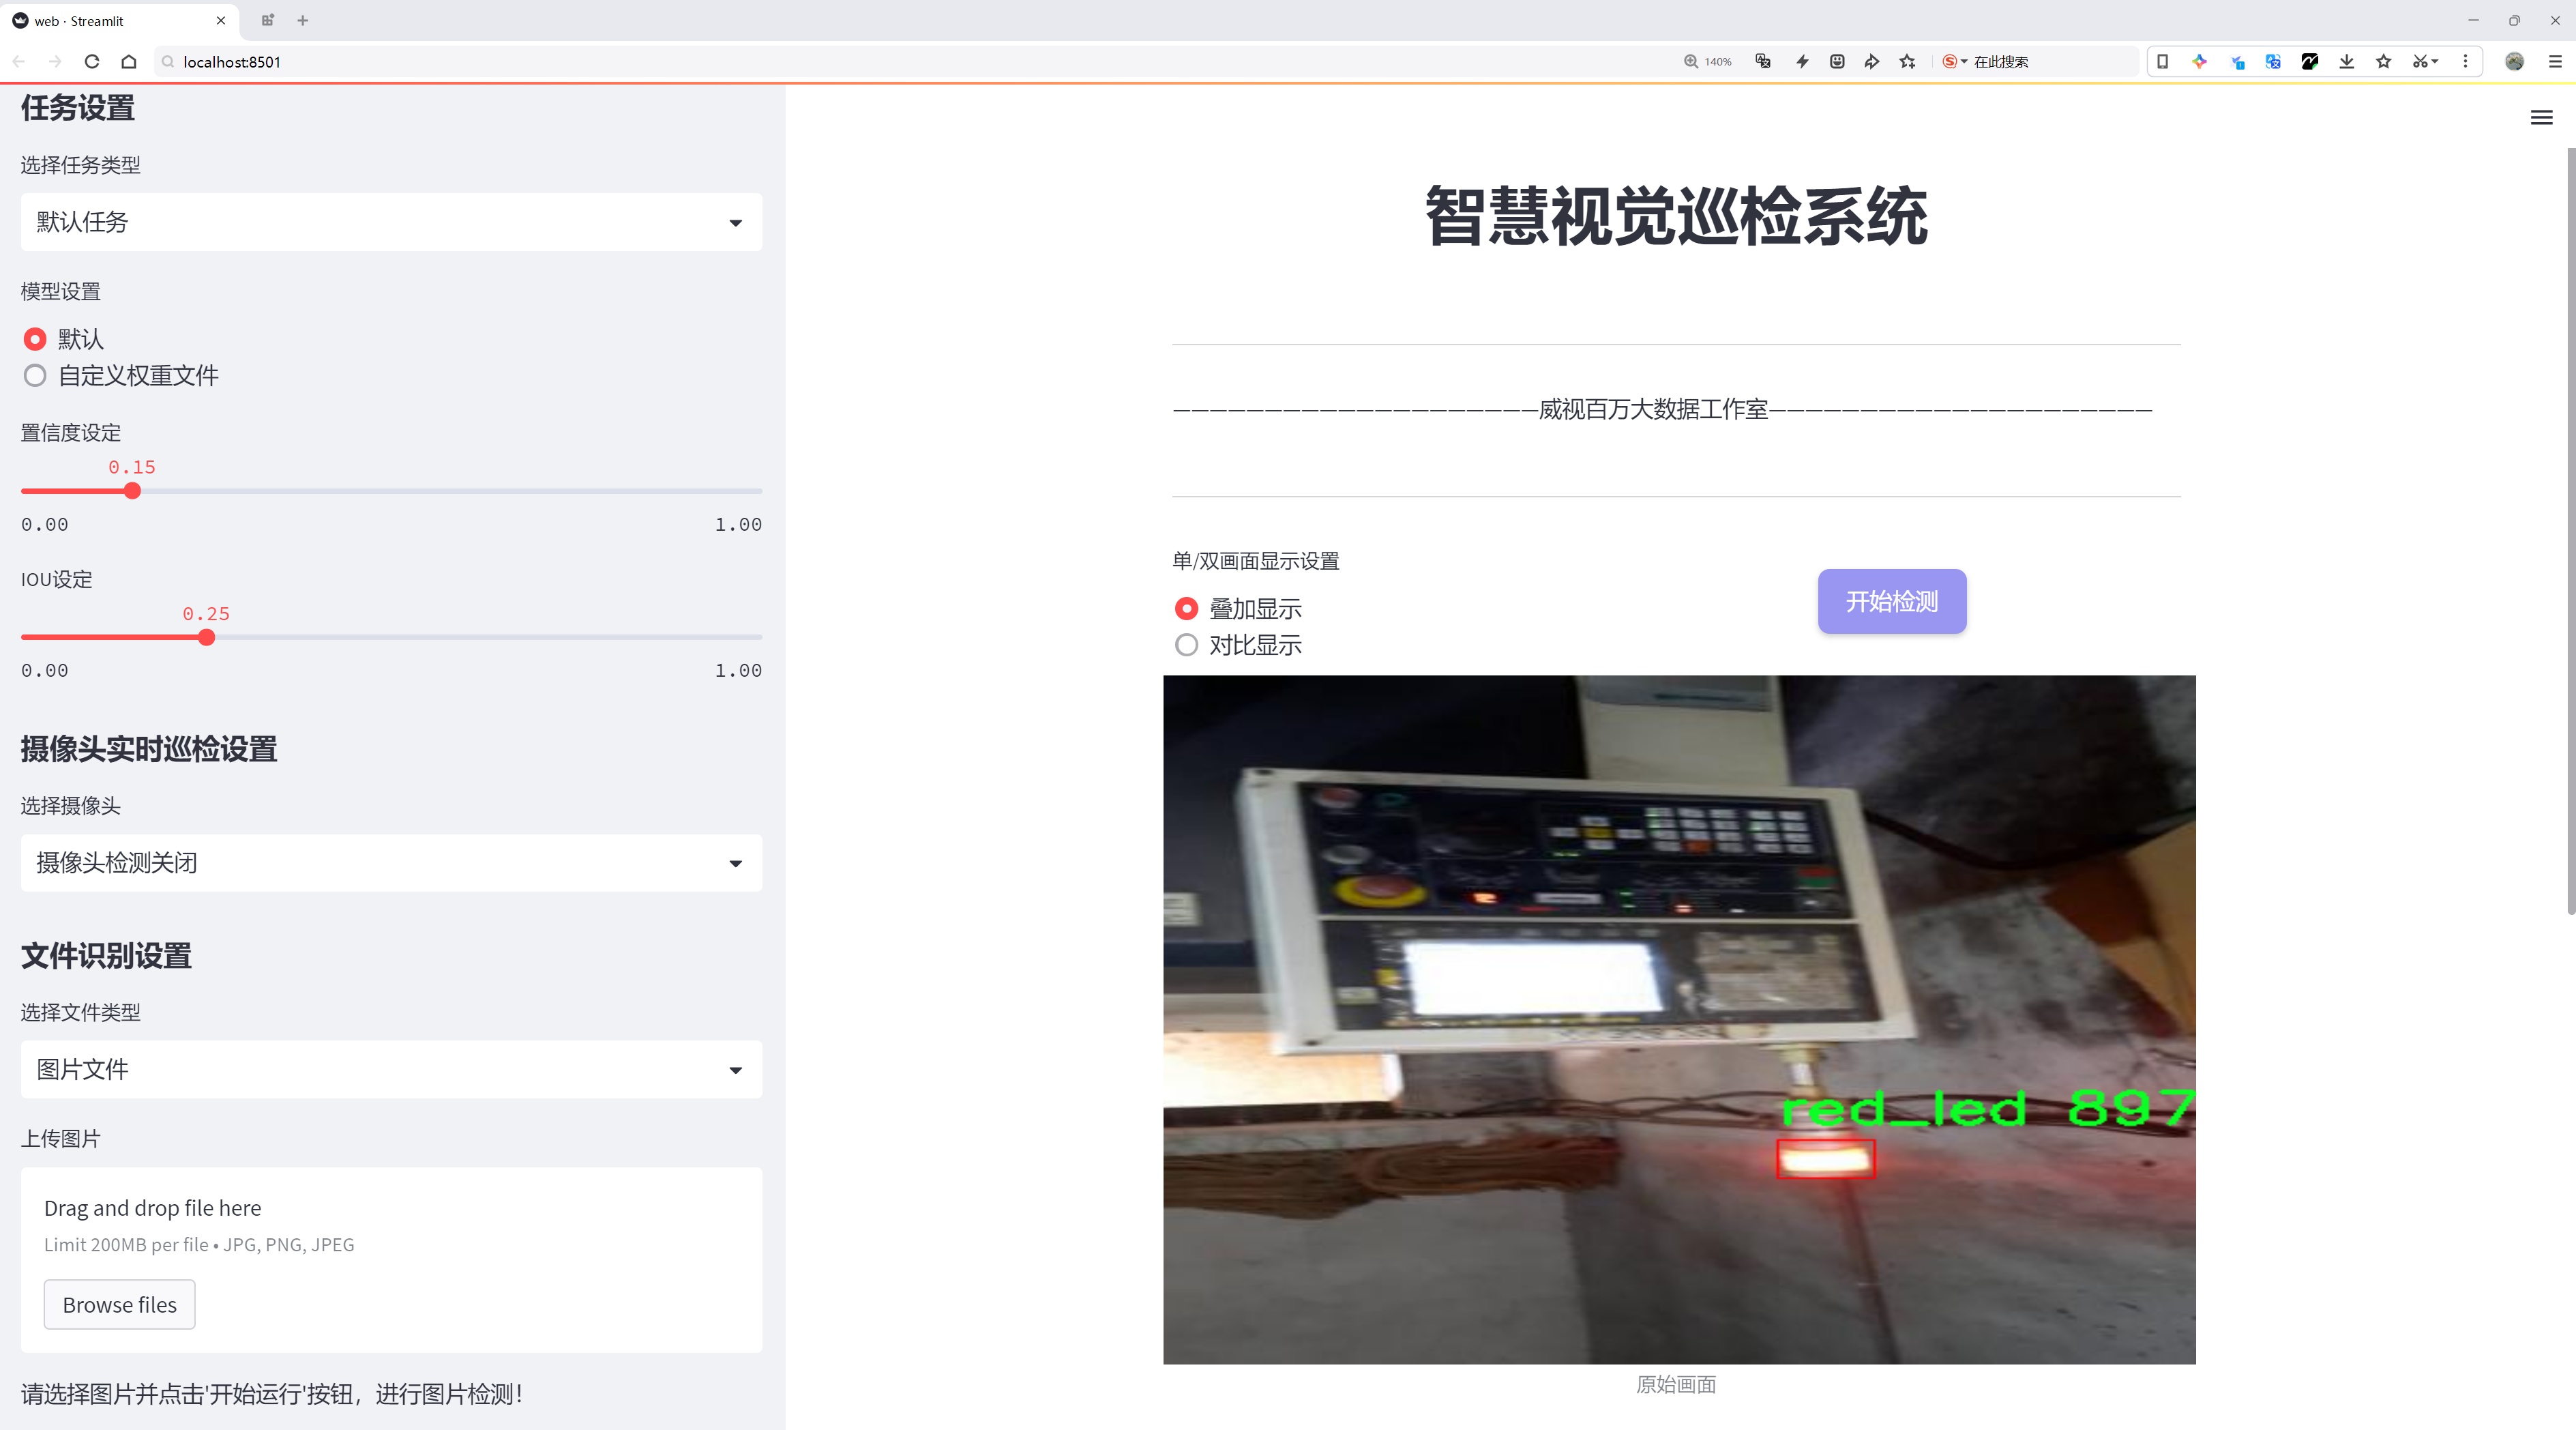 web · Streamlit
localhost:8501
140%
在此搜索
任务设置
选择任务类型
默认任务
模型设置
默认
自定义权重文件
置信度设定
0.15
0.00 1.00
IOU设定
0.25
0.00 1.00
摄像头实时巡检设置
选择摄像头
摄像头检测关闭
文件识别设置
选择文件类型
图片文件
上传图片
Drag and drop file here
Limit 200MB per file • JPG, PNG, JPEG
Browse files
请选择图片并点击'开始运行'按钮，进行图片检测！
智慧视觉巡检系统
————————————————————威视百万大数据工作室—————————————————————
单/双画面显示设置
叠加显示
对比显示
开始检测
red_led 897
原始画面